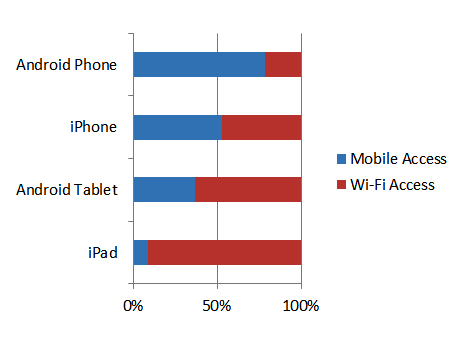 Android Phone
iPhone
Android Tablet
iPad
0% 50% 100%
Mobile Access
Wi-Fi Access